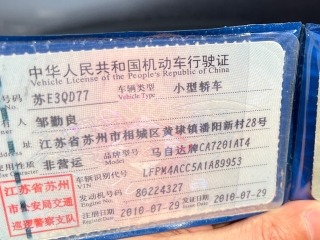 中华人民共和国机动车行驶证
Vehicle License of the People's Republic of China
号码 苏E3QD77 车辆类型 小型轿车
Vehicle Type
人 邹勤良
址 江苏省苏州市相城区黄埭镇潘阳新村28号
使用性质 非营运 品牌型号 马自达牌CA7201AT4
车辆识别代号 LFPM4ACC5A1A89953
VIN
发动机号码 80224327
Engine No.
注册日期 2010-07-29 发证日期 2010-07-29
江苏省苏州
市公安局交通
巡逻警察支队